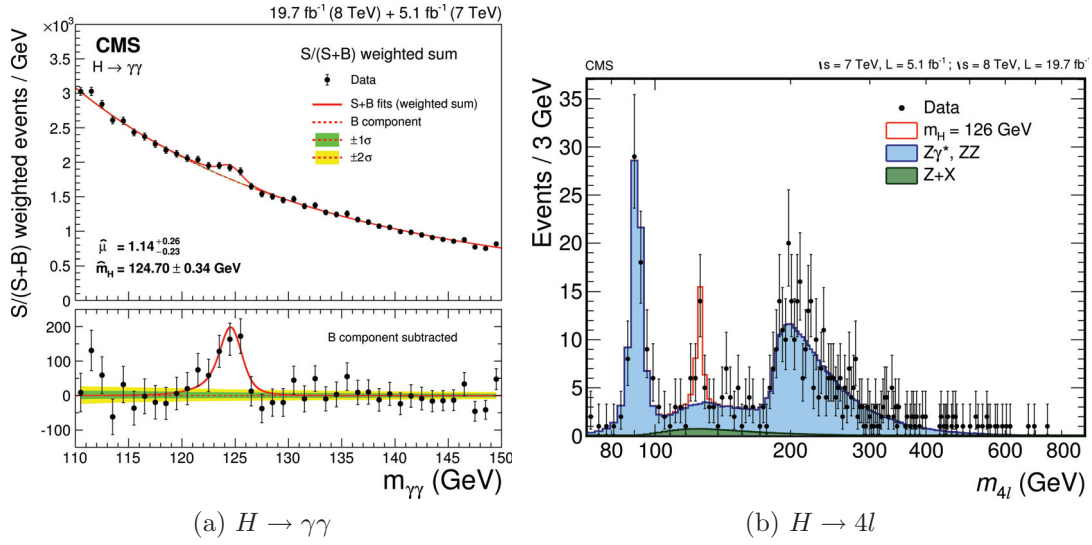 19.7 fb⁻¹ (8 TeV) + 5.1 fb⁻¹ (7 TeV)
×10³
S/(S+B) weighted events / GeV
3.5
3
2.5
2
1.5
1
0.5
0
CMS
H → γγ
S/(S+B) weighted sum
Data
S+B fits (weighted sum)
B component
±1σ
±2σ
μ̂ = 1.14 +0.26 −0.23
m̂H = 124.70 ± 0.34 GeV
200
100
0
-100
B component subtracted
110 115 120 125 130 135 140 145 150
mγγ (GeV)
(a) H → γγ
CMS
√s = 7 TeV, L = 5.1 fb⁻¹ ; √s = 8 TeV, L = 19.7 fb⁻¹
Events / 3 GeV
35
30
25
20
15
10
5
0
Data
mH = 126 GeV
Zγ*, ZZ
Z+X
80 100 200 300 400 600 800
m4l (GeV)
(b) H → 4l